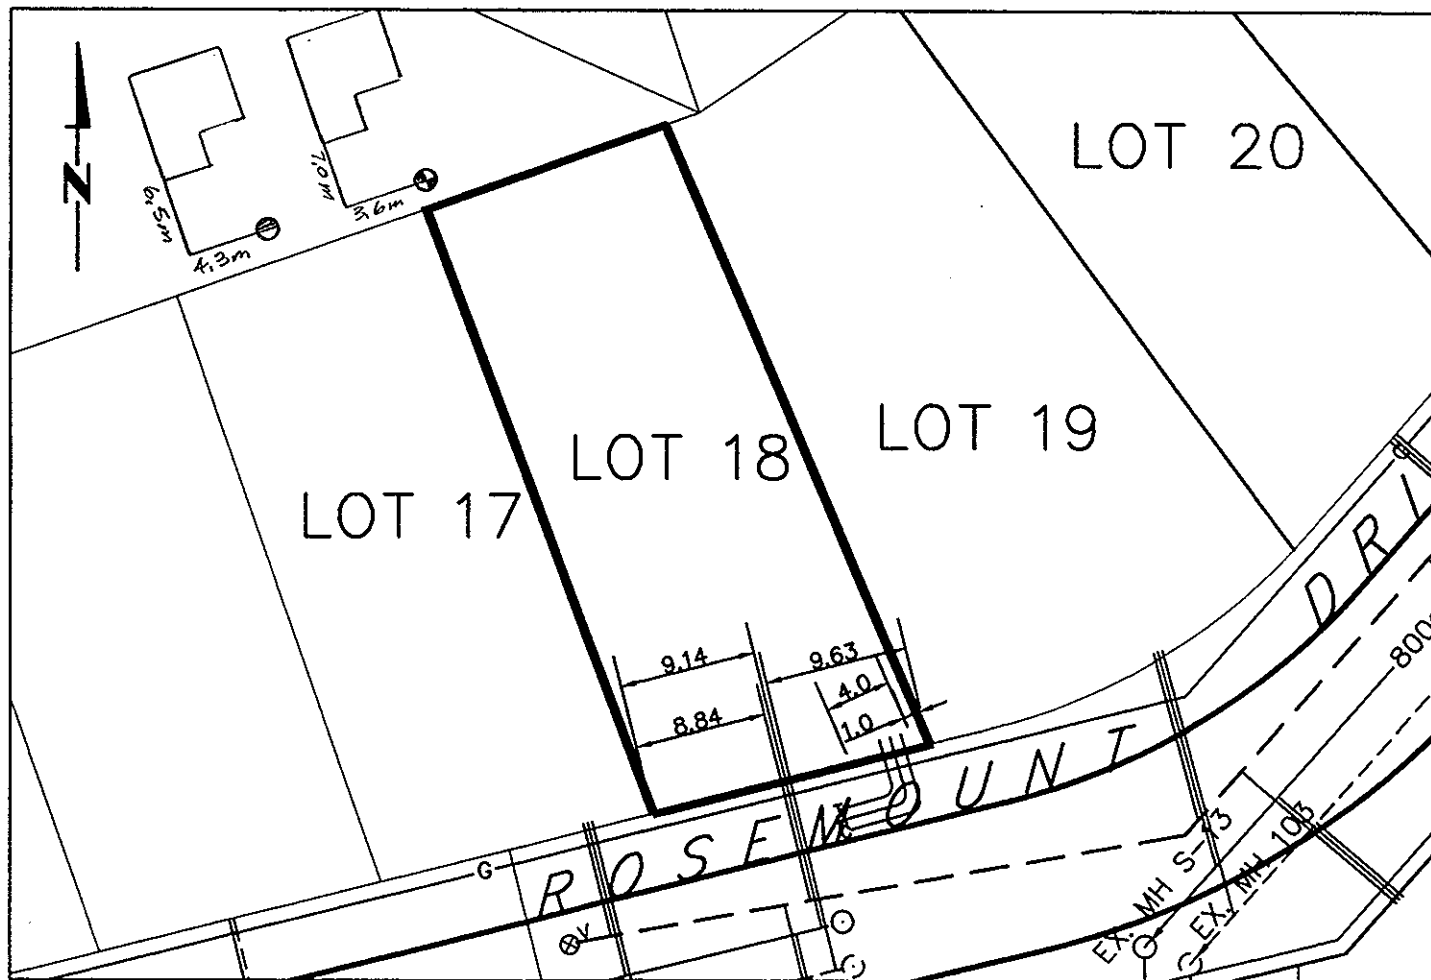 N
7.0m
3.6m
6.5m
4.3m
LOT 20
LOT 19
LOT 18
LOT 17
9.14
9.63
4.0
8.84
1.0
ROSEMOUNT
DRI
800
G
V
EX. MH S-13
EX. MH 103